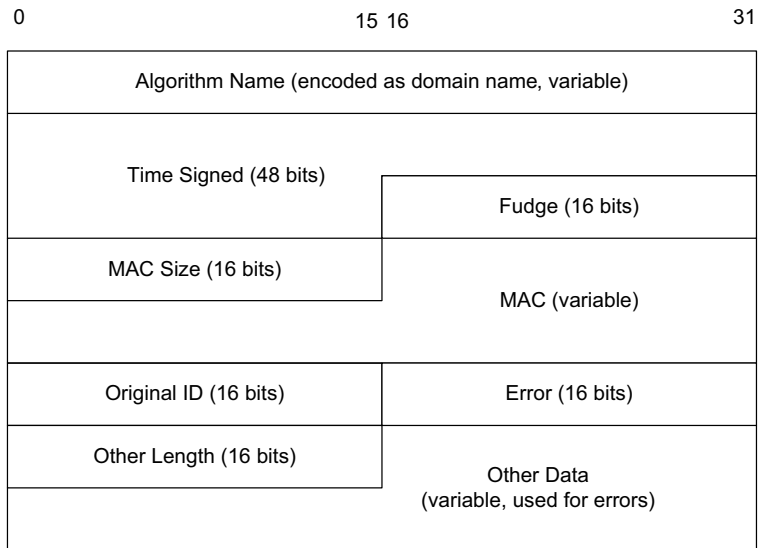 0 15 16 31
Algorithm Name (encoded as domain name, variable)
Time Signed (48 bits)
Fudge (16 bits)
MAC Size (16 bits)
MAC (variable)
Original ID (16 bits)
Error (16 bits)
Other Length (16 bits)
Other Data
(variable, used for errors)